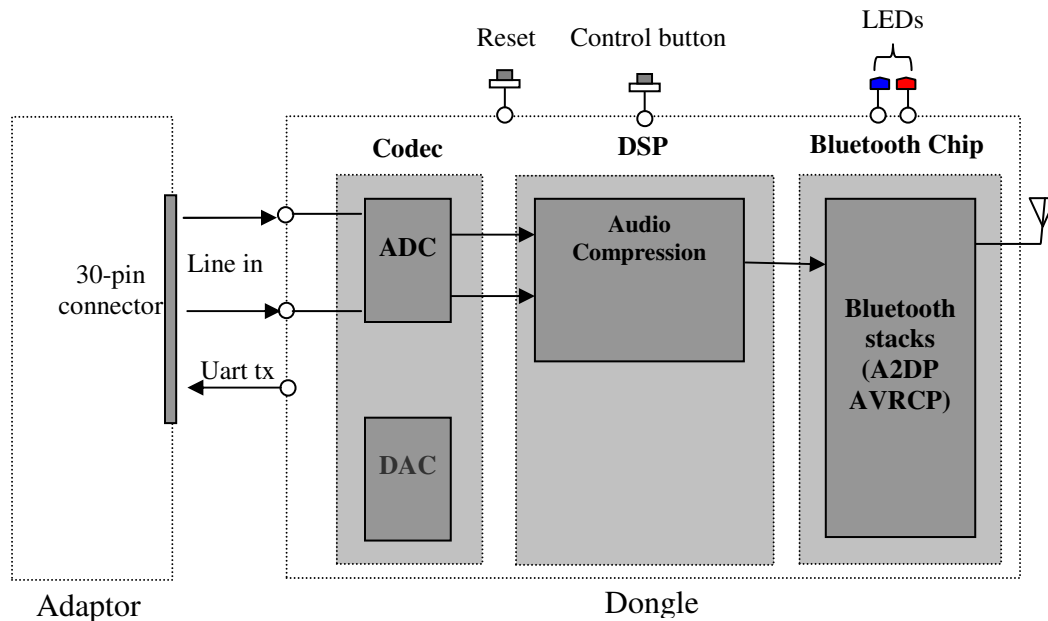 LEDs
Reset
Control button
Codec
DSP
Bluetooth Chip
ADC
Audio
Compression
30-pin
connector
Line in
Bluetooth
stacks
(A2DP
AVRCP)
Uart tx
DAC
Adaptor
Dongle